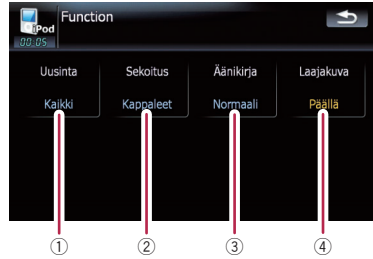 Function
iPod
00:05
Uusinta Sekoitus Äänikirja Laajakuva
Kaikki Kappaleet Normaali Päällä
① ② ③ ④